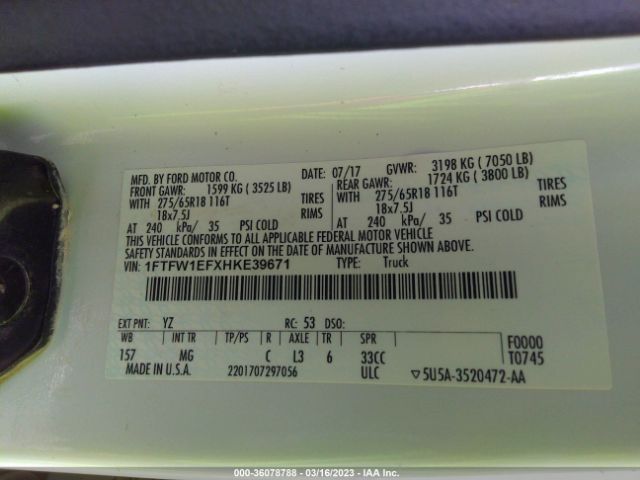 MFD. BY FORD MOTOR CO. DATE: 07/17 GVWR: 3198 KG ( 7050 LB)
FRONT GAWR: 1599 KG ( 3525 LB) REAR GAWR: 1724 KG ( 3800 LB)
WITH 275/65R18 116T TIRES WITH 275/65R18 116T TIRES
18x7.5J RIMS 18x7.5J RIMS
AT 240 kPa/ 35 PSI COLD AT 240 kPa/ 35 PSI COLD
THIS VEHICLE CONFORMS TO ALL APPLICABLE FEDERAL MOTOR VEHICLE
SAFETY STANDARDS IN EFFECT ON THE DATE OF MANUFACTURE SHOWN ABOVE.
VIN: 1FTFW1EFXHKE39671 TYPE: Truck
EXT PNT: YZ RC: 53 DSO:
WB INT TR TP/PS R AXLE TR SPR F0000
157 MG C L3 6 33CC T0745
MADE IN U.S.A. 2201707297056 ULC ▽5U5A-3520472-AA
000-36078788 - 03/16/2023 - IAAI.com